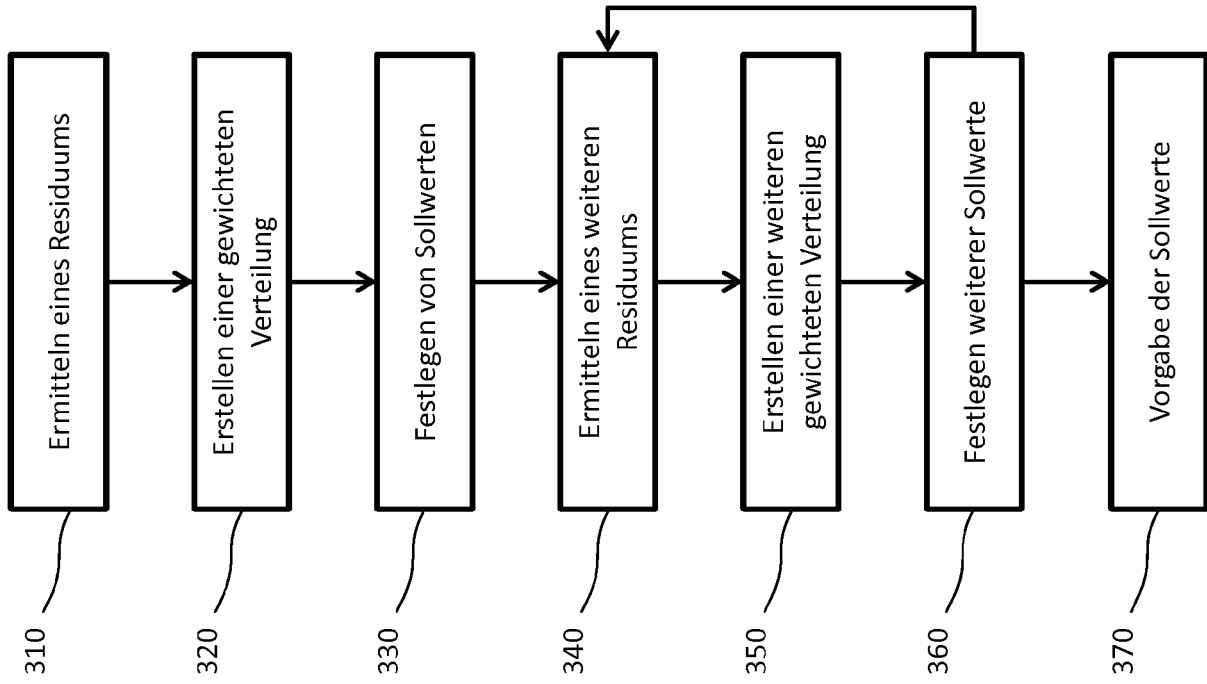 310
Ermitteln eines Residuums
320
Erstellen einer gewichteten
Verteilung
330
Festlegen von Sollwerten
340
Ermitteln eines weiteren
Residuums
350
Erstellen einer weiteren
gewichteten Verteilung
360
Festlegen weiterer Sollwerte
370
Vorgabe der Sollwerte